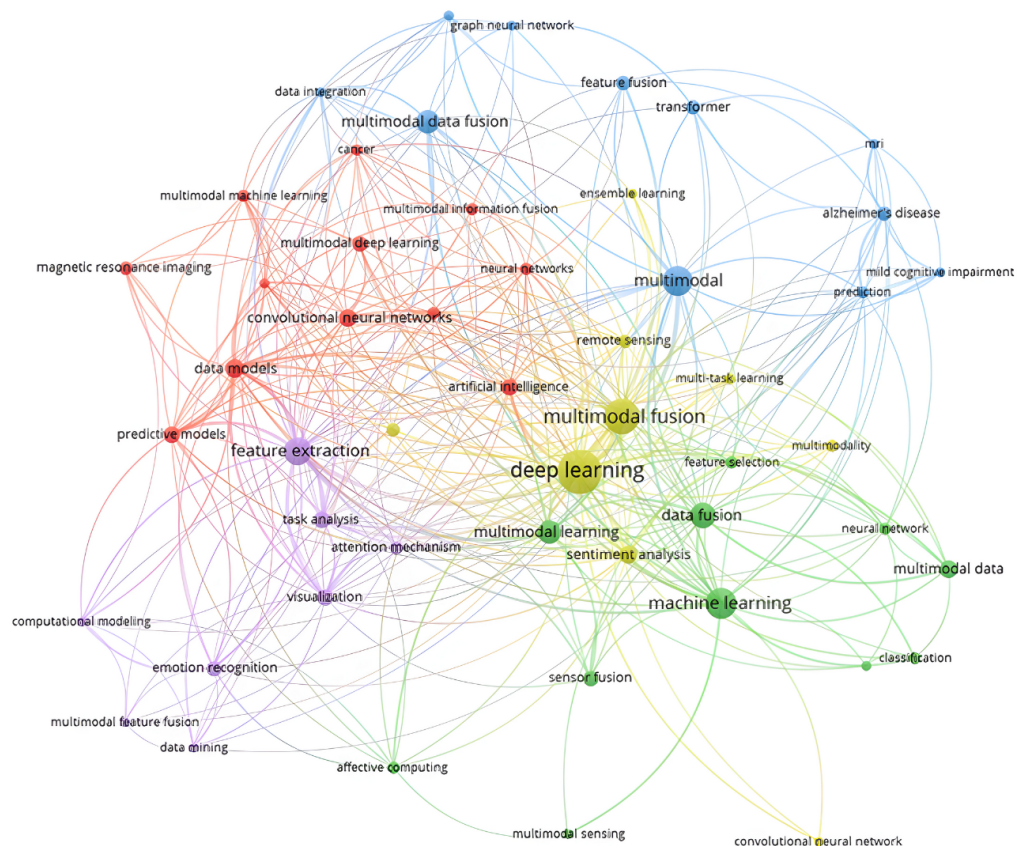 graph neural network
feature fusion
data integration
transformer
multimodal data fusion
mri
cancer
ensemble learning
multimodal machine learning
multimodal information fusion
alzheimer's disease
multimodal deep learning
magnetic resonance imaging
neural networks
mild cognitive impairment
multimodal
prediction
convolutional neural networks
remote sensing
data models
multi-task learning
artificial intelligence
multimodal fusion
predictive models
multimodality
feature extraction
feature selection
deep learning
data fusion
task analysis
neural network
multimodal learning
attention mechanism
sentiment analysis
multimodal data
visualization
machine learning
computational modeling
classification
emotion recognition
sensor fusion
multimodal feature fusion
data mining
affective computing
multimodal sensing
convolutional neural network